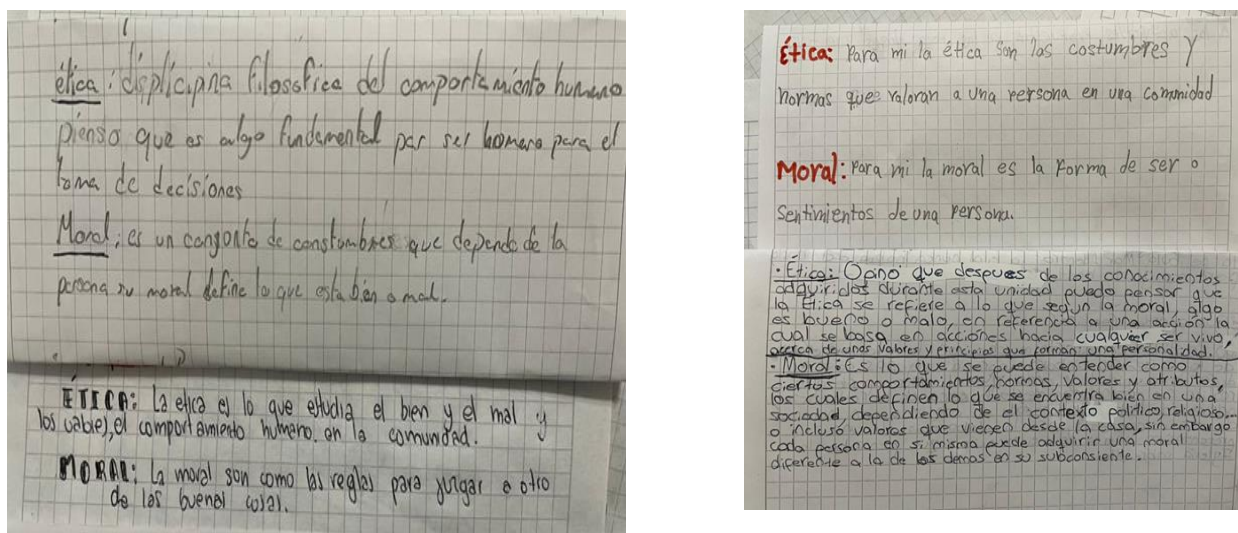 ética: displicpina filosofica del comportamiento humano
pienso que es algo fundamental par ser homano para el
toma de decisiones
Moral; es un congonto de constumbres que depende de la
persona su moral define lo que esta bien o mal.
ÉTICA: La etica es lo que estudia el bien y el mal y
los vables, el comportamiento humano. en la comunidad.
MORAL: La moral son como las reglas para jurgar a otro
de las buenas cosas.
Ética: Para mi la ética son las costumbres y
normas que valoran a una persona en una comunidad
Moral: Para mi la moral es la forma de ser o
sentimientos de una persona.
· Ética: Opino que despues de los conocimientos
adquiridos durante esta unidad puedo pensar que
la ética se refiere a lo que según la moral, algo
es bueno o malo, en referencia a una acción la
cual se basa en acciones hacia cualquier ser vivo,
acerca de unos valores y principios que forman una personalidad.
· Moral: Es lo que se puede entender como
ciertos comportamientos, normas, valores y atributos,
los cuales definen lo que se encuentra bien en una
sociedad, dependiendo de el contexto político, religioso...
o incluso valores que vienen desde la casa, sin embargo
cada persona en si misma puede adquirir una moral
diferente a la de los demas en su subconsiente.